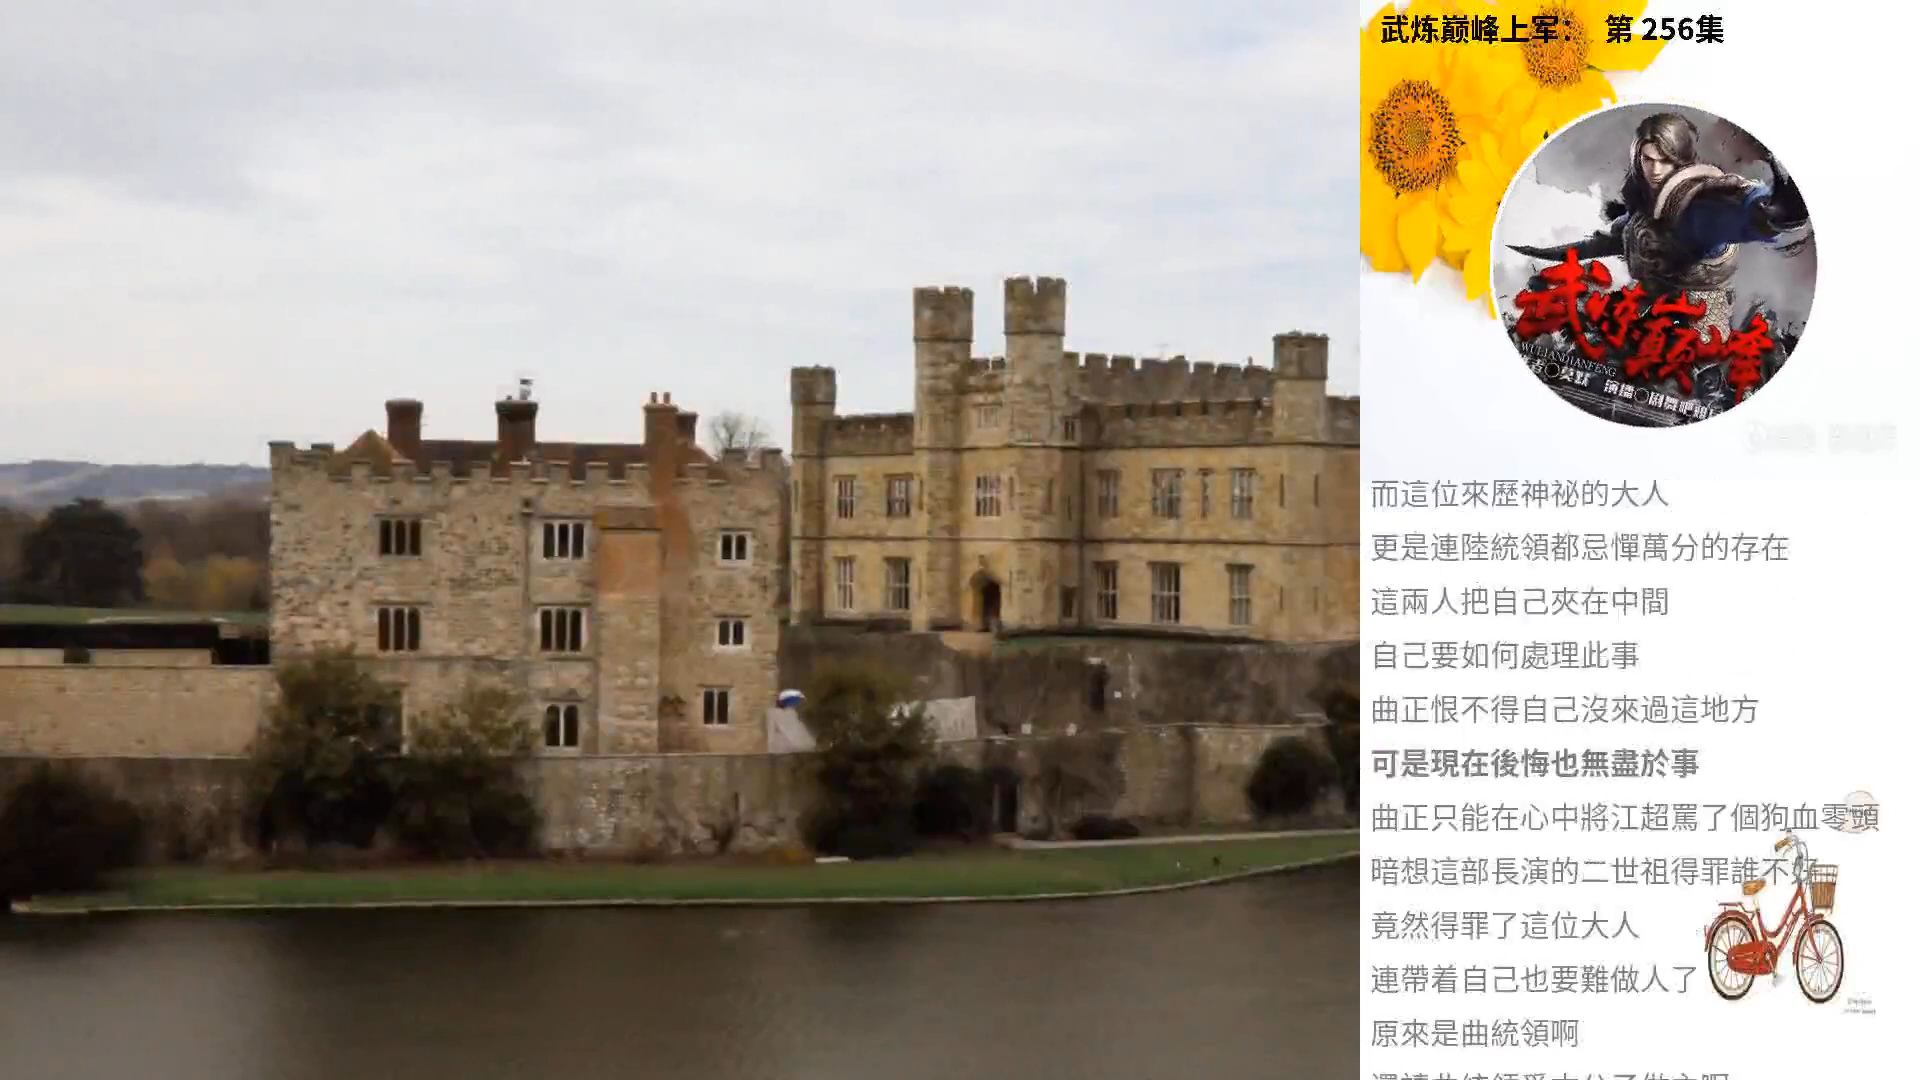 武炼巅峰上军： 第 256集
武炼巅峰
WULIANDIANFENG
而這位來歷神祕的大人
更是連陸統領都忌憚萬分的存在
這兩人把自己夾在中間
自己要如何處理此事
曲正恨不得自己沒來過這地方
可是現在後悔也無盡於事
曲正只能在心中將江超罵了個狗血零頭
暗想這部長演的二世祖得罪誰不好
竟然得罪了這位大人
連帶着自己也要難做人了
原來是曲統領啊